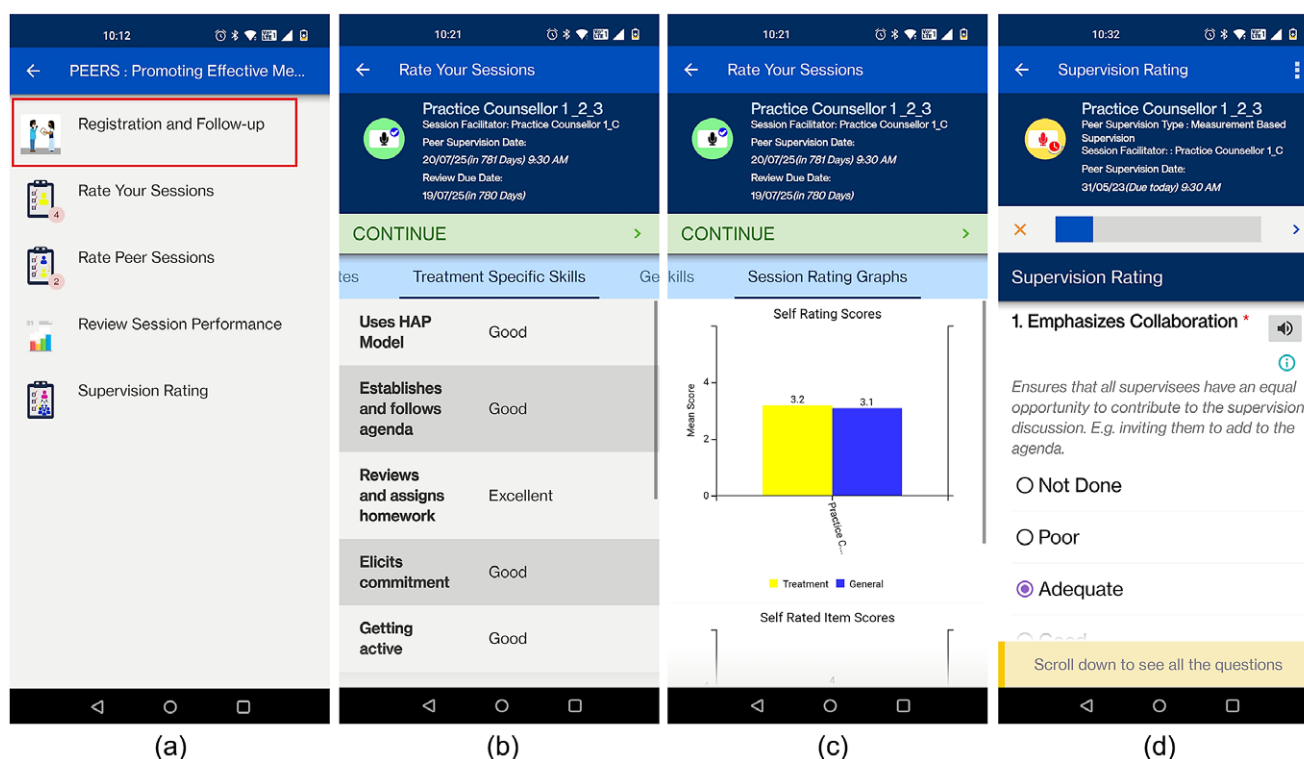 10:12
PEERS : Promoting Effective Me...
Registration and Follow-up
Rate Your Sessions
4
Rate Peer Sessions
2
Review Session Performance
Supervision Rating
(a)
10:21
Rate Your Sessions
Practice Counsellor 1_2_3
Session Facilitator: Practice Counsellor 1_C
Peer Supervision Date:
20/07/25(in 781 Days) 9:30 AM
Review Due Date:
19/07/25(in 780 Days)
CONTINUE
tes Treatment Specific Skills Ge
Uses HAP
Model
Good
Establishes
and follows
agenda
Good
Reviews
and assigns
homework
Excellent
Elicits
commitment
Good
Getting
active
Good
(b)
10:21
Rate Your Sessions
Practice Counsellor 1_2_3
Session Facilitator: Practice Counsellor 1_C
Peer Supervision Date:
20/07/25(in 781 Days) 9:30 AM
Review Due Date:
19/07/25(in 780 Days)
CONTINUE
kills Session Rating Graphs
Self Rating Scores
Mean Score
4
2
0
3.2
3.1
Practice C...
Treatment General
Self Rated Item Scores
4
4
(c)
10:32
Supervision Rating
Practice Counsellor 1_2_3
Peer Supervision Type : Measurement Based
Supervision
Session Facilitator: : Practice Counsellor 1_C
Peer Supervision Date:
31/05/23(Due today) 9:30 AM
Supervision Rating
1. Emphasizes Collaboration *
Ensures that all supervisees have an equal
opportunity to contribute to the supervision
discussion. E.g. inviting them to add to the
agenda.
Not Done
Poor
Adequate
Good
Scroll down to see all the questions
(d)